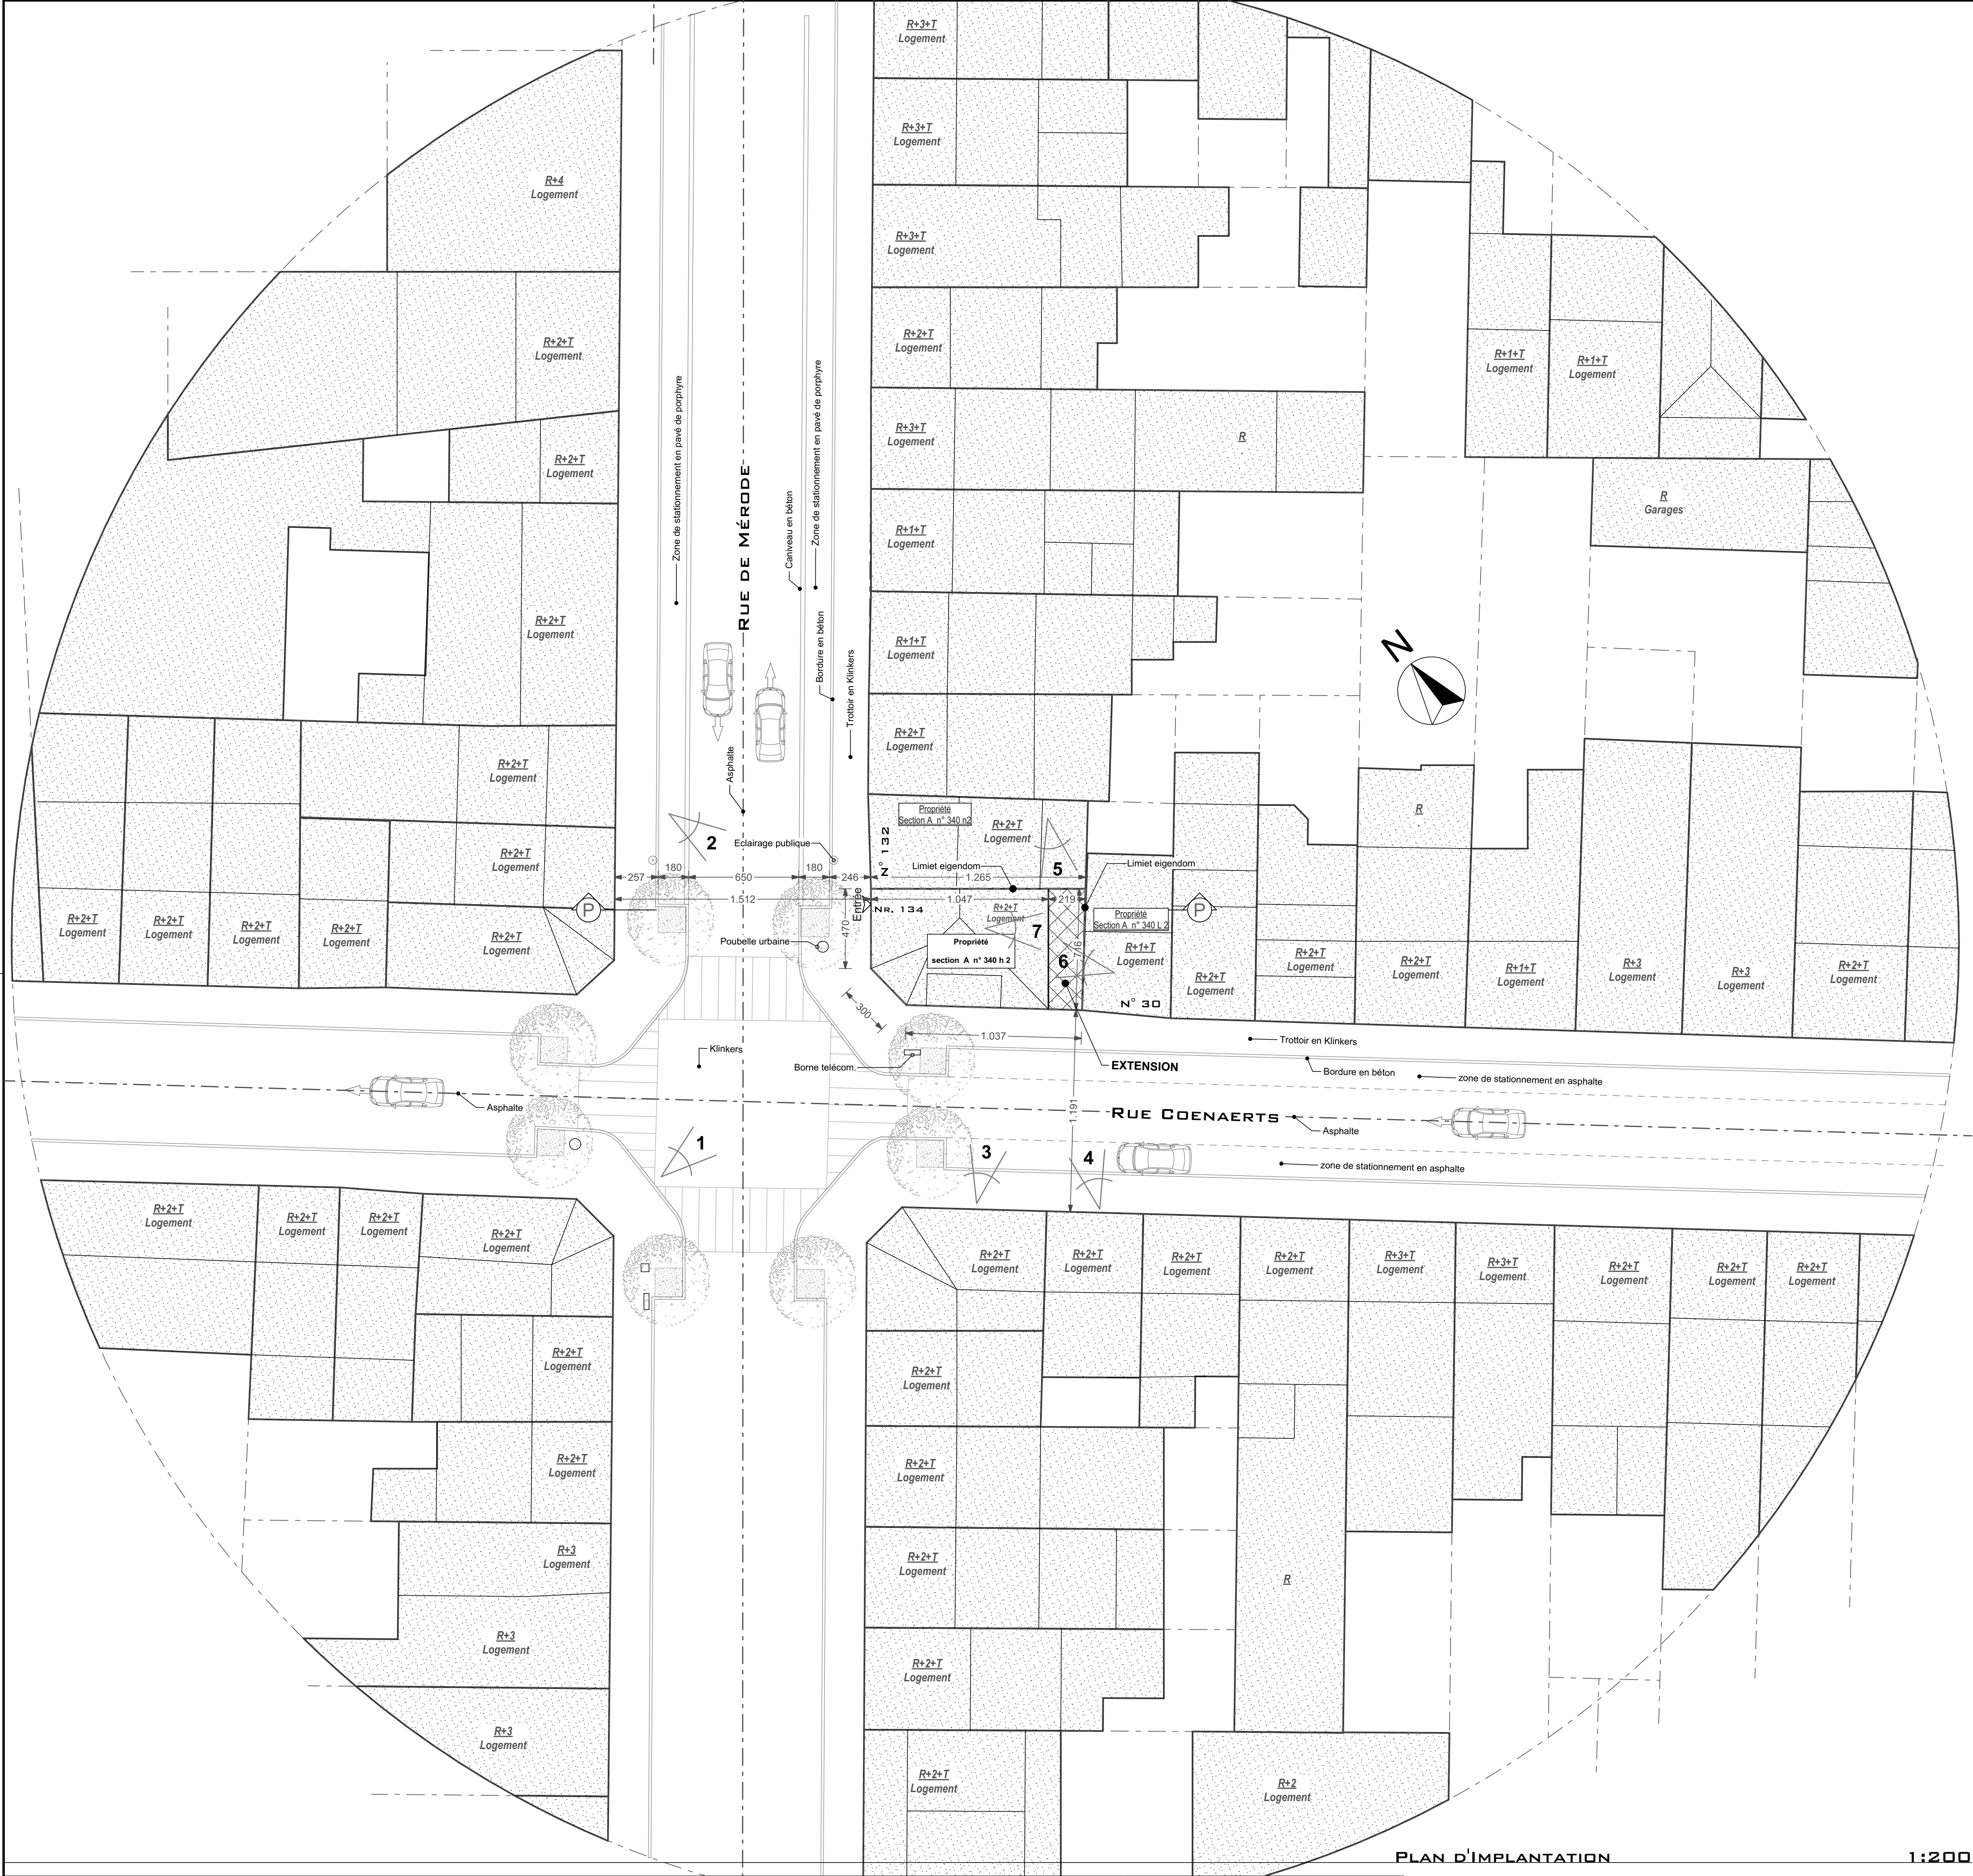 R+3+T
Logement
R+3+T
Logement
R+4
Logement
R+3+T
Logement
R+2+T
Logement
R+2+T
Logement
R+1+T
Logement
R+1+T
Logement
R+3+T
Logement
R
R+2+T
Logement
R
Garages
R+1+T
Logement
R+2+T
Logement
R+1+T
Logement
R+2+T
Logement
R+2+T
Logement
Zone de stationnement en pavé de porphyre
RUE DE MÉRODE
Caniveau en béton
Zone de stationnement en pavé de porphyre
Bordure en béton
Trottoir en Klinkers
Asphalte
N
R
Propriété
Section A n° 340 n2
R+2+T
Logement
N° 132
2
Eclairage publique
Limiet eigendom
5
Limiet eigendom
R+2+T
Logement
257
180
650
180
246
1.265
1.512
1.047
219
P
Entrée
470
NR. 134
R+2+T
Logement
Propriété
Section A n° 340 L 2
P
7
716
6
Poubelle urbaine
Propriété
section A n° 340 h 2
R+1+T
Logement
N° 30
R+2+T
Logement
R+2+T
Logement
R+2+T
Logement
R+2+T
Logement
R+2+T
Logement
R+2+T
Logement
R+2+T
Logement
R+2+T
Logement
R+1+T
Logement
R+3
Logement
R+3
Logement
R+2+T
Logement
300
1.037
Klinkers
Borne telécom.
EXTENSION
Trottoir en Klinkers
Bordure en béton
zone de stationnement en asphalte
Asphalte
1.191
RUE COENAERTS
Asphalte
1
3
4
zone de stationnement en asphalte
R+2+T
Logement
R+2+T
Logement
R+2+T
Logement
R+2+T
Logement
R+2+T
Logement
R+2+T
Logement
R+2+T
Logement
R+2+T
Logement
R+3+T
Logement
R+3+T
Logement
R+2+T
Logement
R+2+T
Logement
R+2+T
Logement
R+2+T
Logement
R+2+T
Logement
R+2+T
Logement
R+2+T
Logement
R+3
Logement
R+2+T
Logement
R
R+3
Logement
R+2+T
Logement
R+3
Logement
R+2+T
Logement
R+2
Logement
PLAN D'IMPLANTATION
1:200